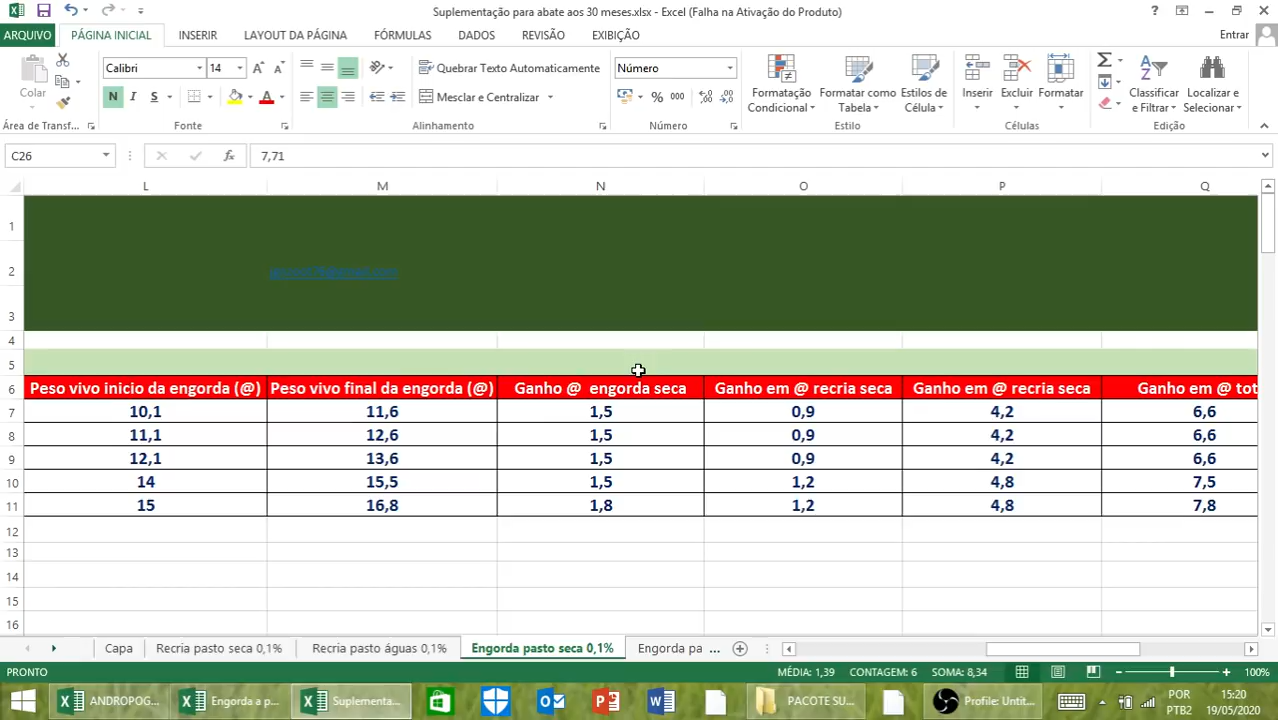 Suplementação para abate aos 30 meses.xlsx - Excel (Falha na Ativação do Produto)
ARQUIVO PÁGINA INICIAL INSERIR LAYOUT DA PÁGINA FÓRMULAS DADOS REVISÃO EXIBIÇÃO Entrar
Calibri 14 Quebrar Texto Automaticamente Número
Colar N I S Mesclar e Centralizar % 000 Formatação Condicional Formatar como Tabela Estilos de Célula Inserir Excluir Formatar Classificar e Filtrar Localizar e Selecionar
Área de Transf... Fonte Alinhamento Número Estilo Células Edição
C26 fx 7,71
L M N O P Q
1
2
3
4
5
6 Peso vivo inicio da engorda (@) Peso vivo final da engorda (@) Ganho @ engorda seca Ganho em @ recria seca Ganho em @ recria seca Ganho em @ tot
7 10,1 11,6 1,5 0,9 4,2 6,6
8 11,1 12,6 1,5 0,9 4,2 6,6
9 12,1 13,6 1,5 0,9 4,2 6,6
10 14 15,5 1,5 1,2 4,8 7,5
11 15 16,8 1,8 1,2 4,8 7,8
12
13
14
15
16
Capa Recria pasto seca 0,1% Recria pasto águas 0,1% Engorda pasto seca 0,1% Engorda pa ...
PRONTO MÉDIA: 1,39 CONTAGEM: 6 SOMA: 8,34 100%
ANDROPOG... Engorda a p... Suplementa... PACOTE SU... Profile: Untit... POR 15:20
PTB2 19/05/2020